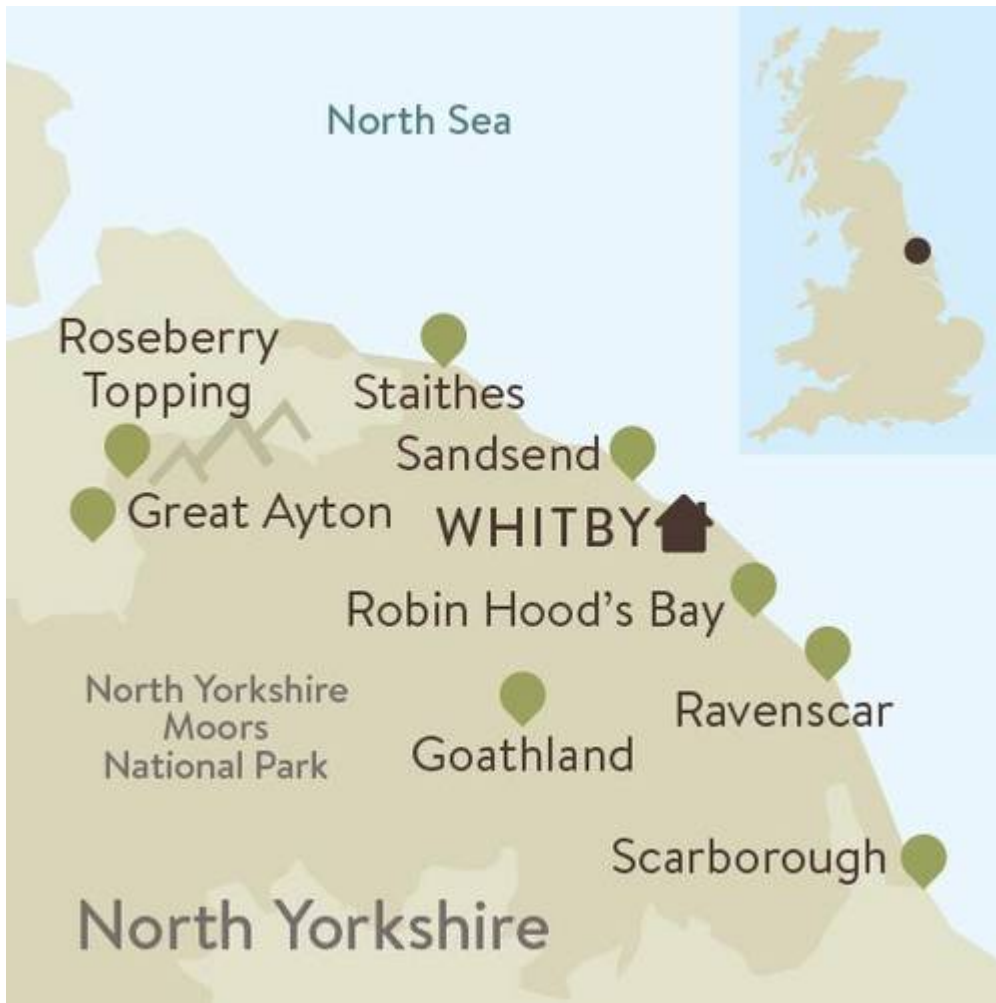 North Sea
Roseberry
Topping
Staithes
Sandsend
Great Ayton
WHITBY
Robin Hood's Bay
North Yorkshire
Moors
National Park
Ravenscar
Goathland
Scarborough
North Yorkshire